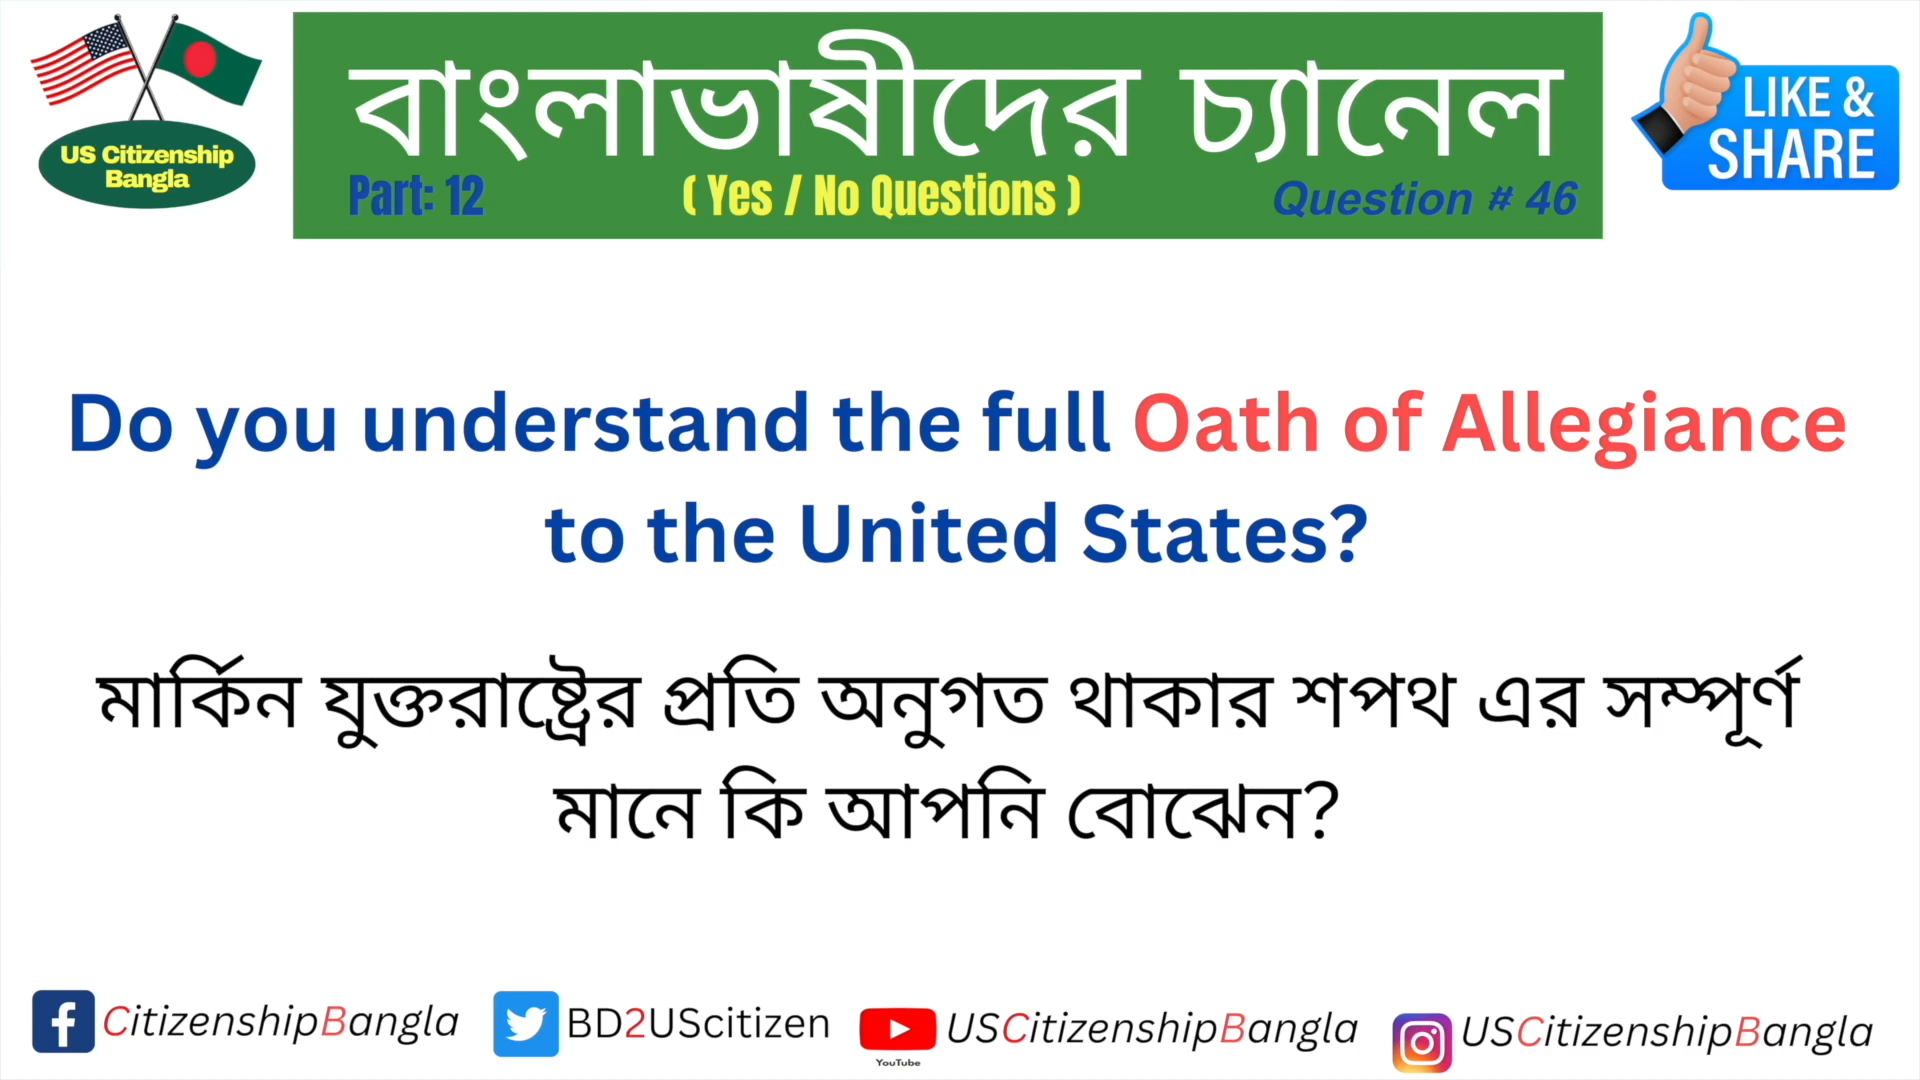 US Citizenship
Bangla
বাংলাভাষীদের চ্যানেল
Part: 12
( Yes / No Questions )
Question # 46
LIKE &
SHARE
Do you understand the full Oath of Allegiance
to the United States?
মার্কিন যুক্তরাষ্ট্রের প্রতি অনুগত থাকার শপথ এর সম্পূর্ণ
মানে কি আপনি বোঝেন?
CitizenshipBangla
BD2UScitizen
YouTube
USCitizenshipBangla
USCitizenshipBangla